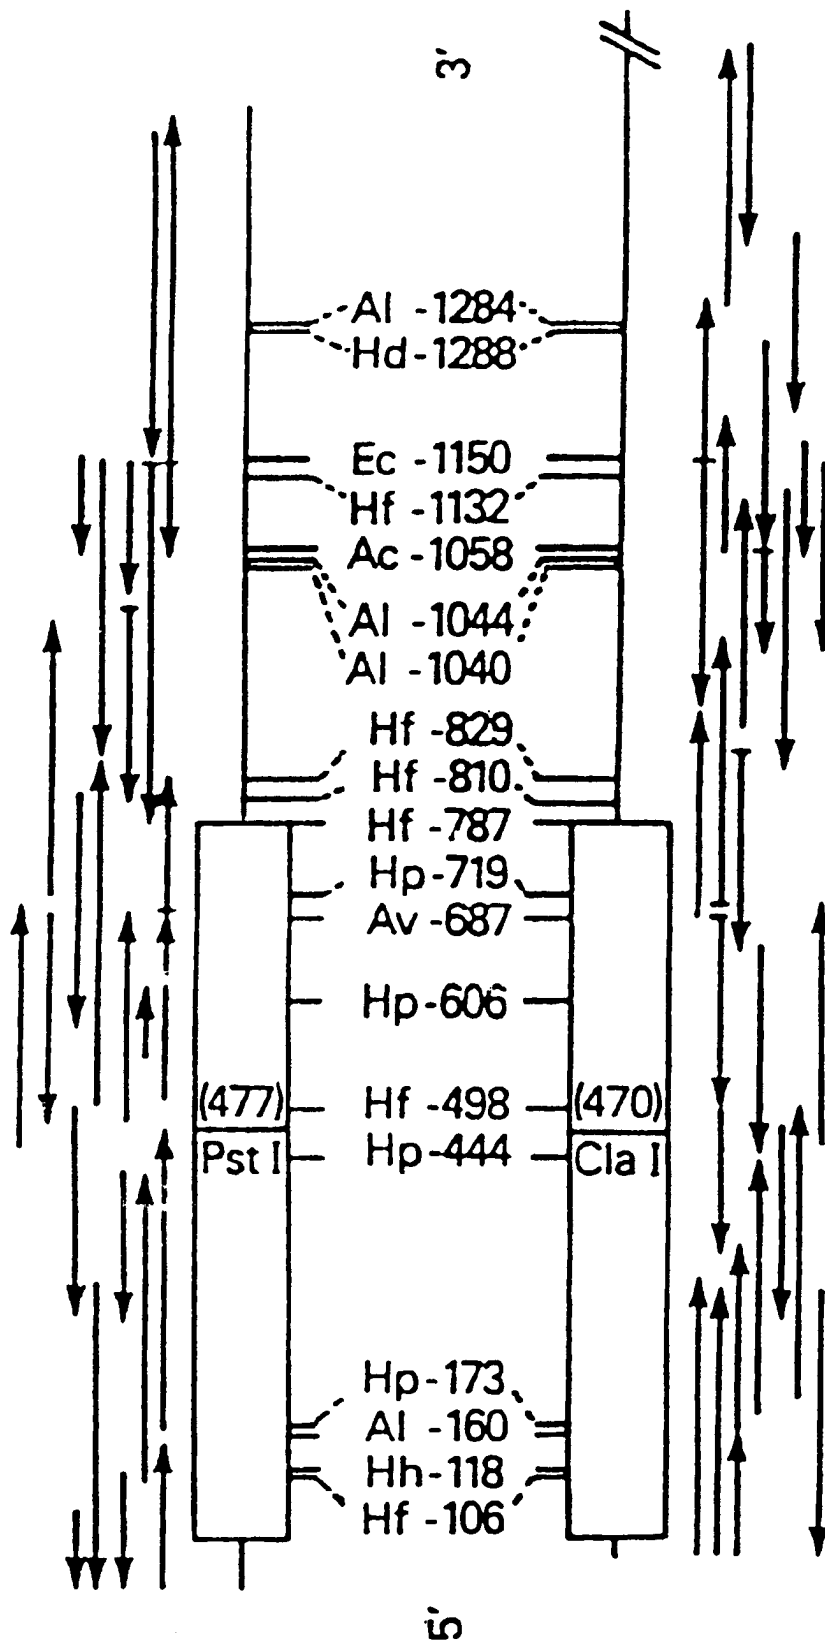 3'
Al -1284
Hd-1288
Ec -1150
Hf -1132
Ac -1058
Al -1044
Al -1040
Hf -829
Hf -810
Hf -787
Hp-719
Av -687
Hp-606
(477) Hf -498 (470)
Pst I Hp-444 Cla I
Hp-173
Al -160
Hh-118
Hf -106
5'